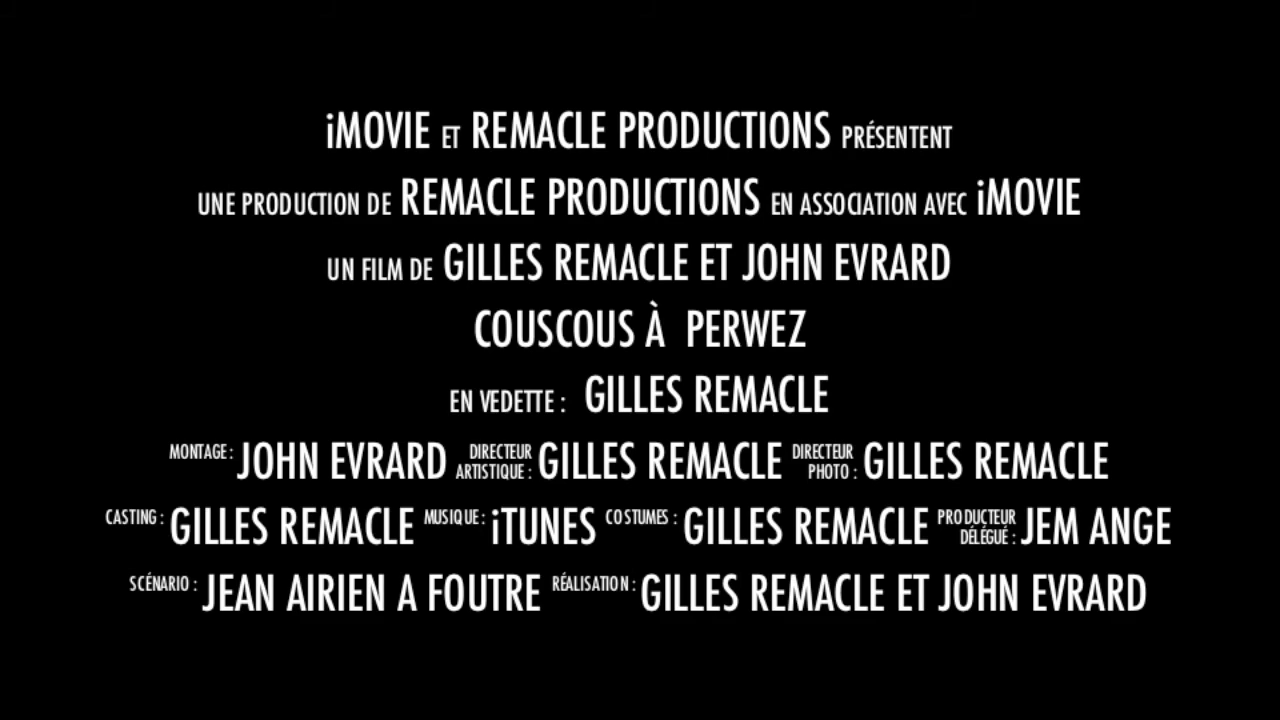 iMOVIE ET REMACLE PRODUCTIONS PRÉSENTENT
UNE PRODUCTION DE REMACLE PRODUCTIONS EN ASSOCIATION AVEC iMOVIE
UN FILM DE GILLES REMACLE ET JOHN EVRARD
COUSCOUS À PERWEZ
EN VEDETTE : GILLES REMACLE
MONTAGE : JOHN EVRARD DIRECTEUR ARTISTIQUE : GILLES REMACLE DIRECTEUR PHOTO : GILLES REMACLE
CASTING : GILLES REMACLE MUSIQUE : iTUNES COSTUMES : GILLES REMACLE PRODUCTEUR DÉLÉGUÉ : JEM ANGE
SCÉNARIO : JEAN AIRIEN A FOUTRE RÉALISATION : GILLES REMACLE ET JOHN EVRARD